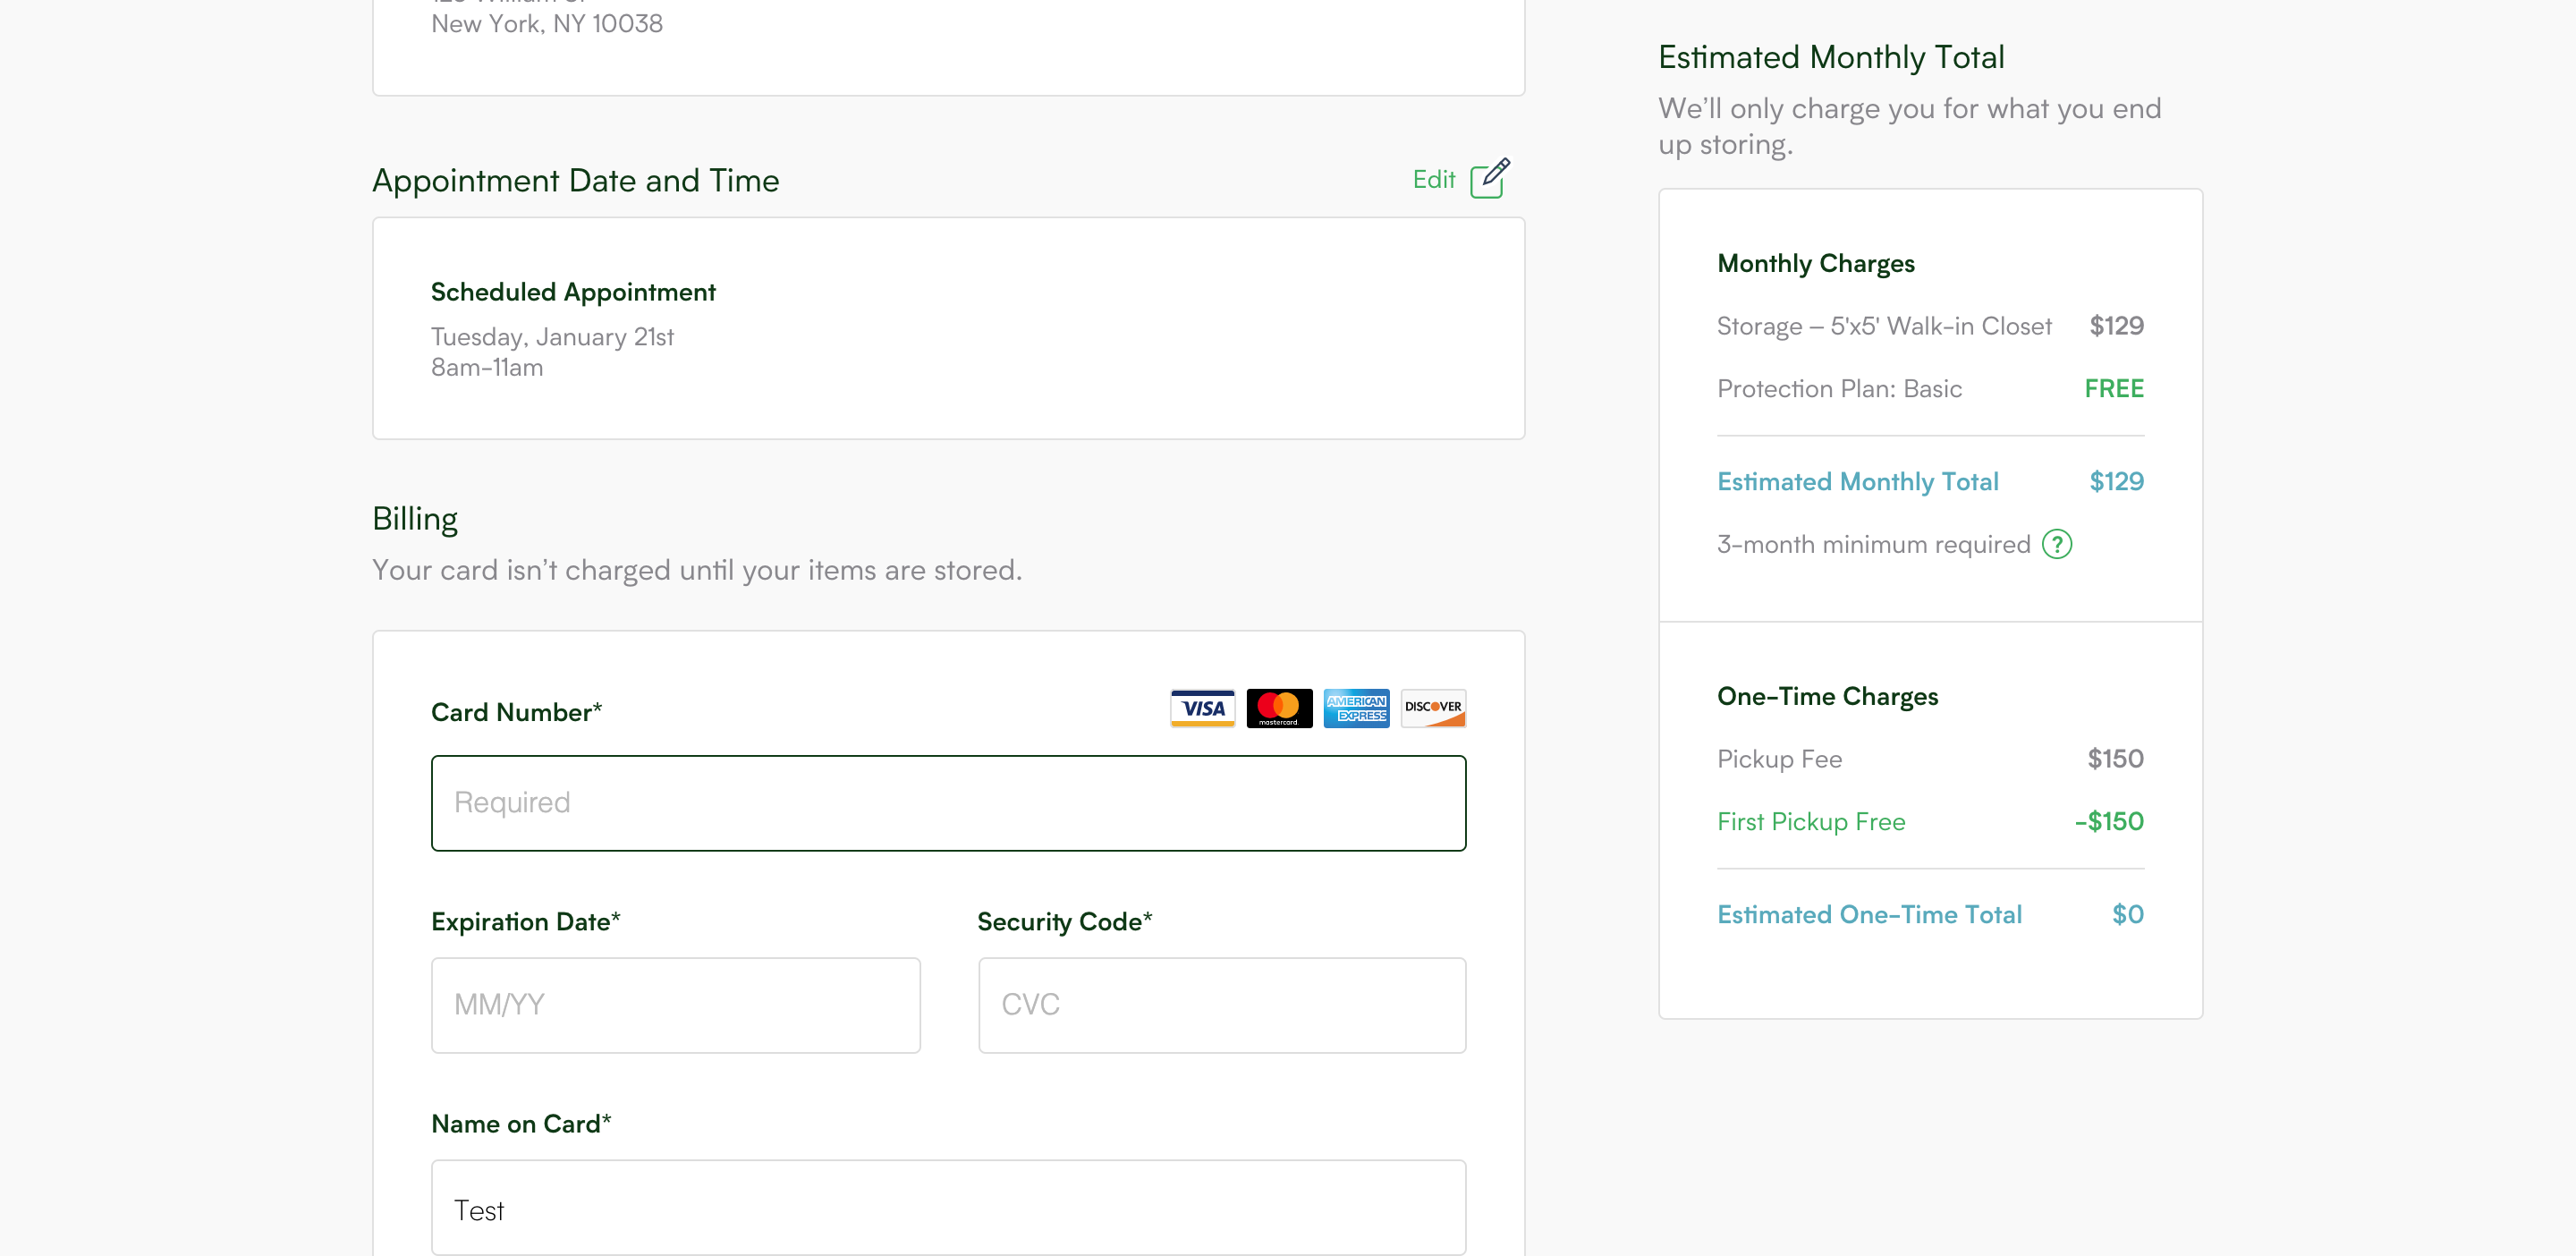 New York, NY 10038
Appointment Date and Time
Edit
Scheduled Appointment
Tuesday, January 21st
8am-11am
Billing
Your card isn't charged until your items are stored.
Card Number*
VISA
mastercard.
AMERICAN
EXPRESS
DISCOVER
Required
Expiration Date*
Security Code*
MM/YY
CVC
Name on Card*
Test
Estimated Monthly Total
We'll only charge you for what you end
up storing.
Monthly Charges
Storage – 5'x5' Walk-in Closet $129
Protection Plan: Basic FREE
Estimated Monthly Total $129
3-month minimum required ?
One-Time Charges
Pickup Fee $150
First Pickup Free -$150
Estimated One-Time Total $0